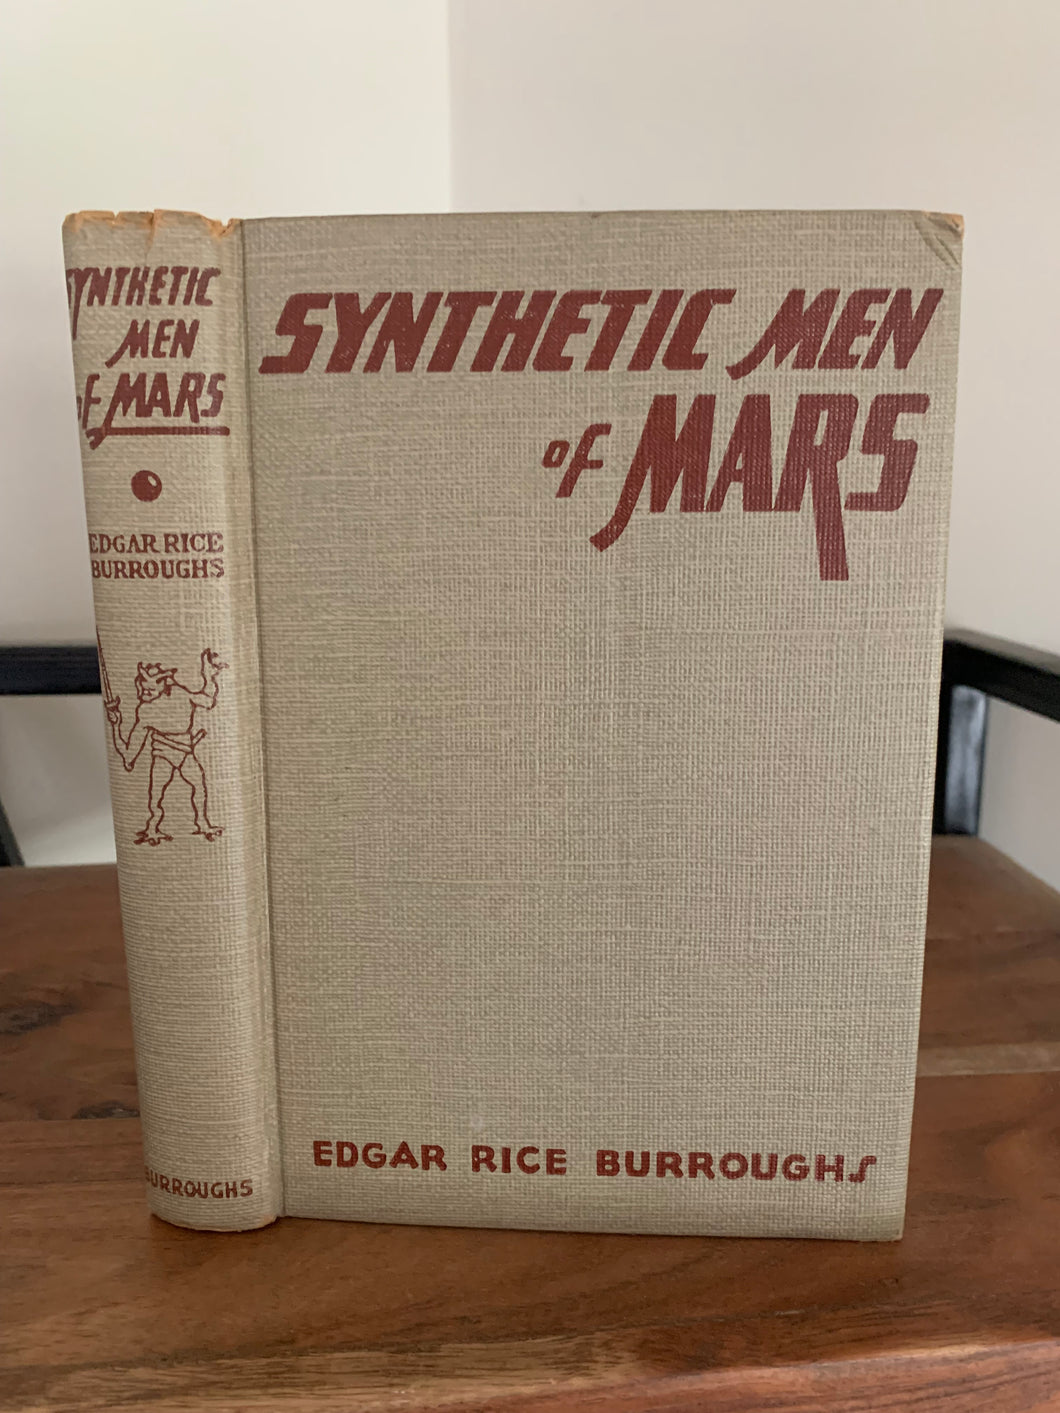 SYNTHETIC
MEN
of MARS
EDGAR RICE
BURROUGHS
BURROUGHS
SYNTHETIC MEN
of MARS
EDGAR RICE BURROUGHS